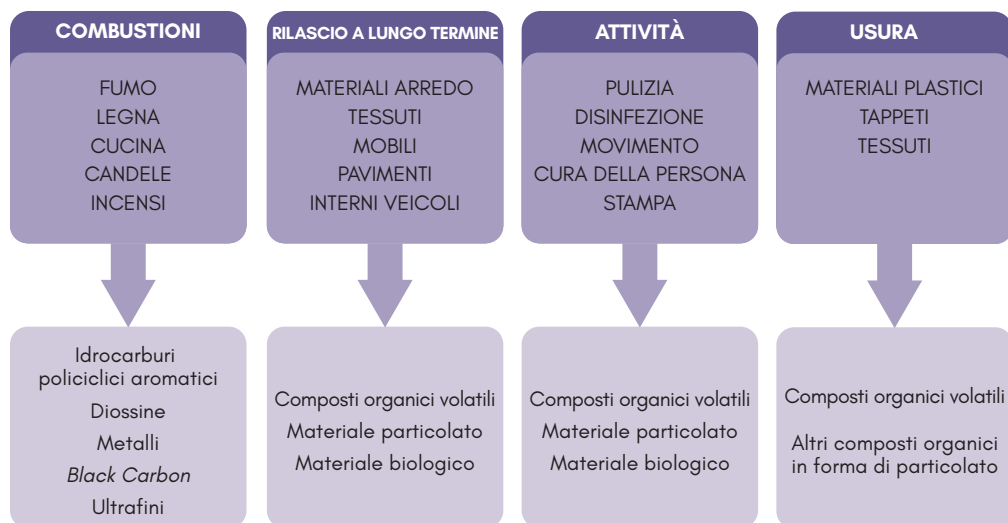 COMBUSTIONI
FUMO
LEGNA
CUCINA
CANDELE
INCENSI
Idrocarburi
policiclici aromatici
Diossine
Metalli
Black Carbon
Ultrafini
RILASCIO A LUNGO TERMINE
MATERIALI ARREDO
TESSUTI
MOBILI
PAVIMENTI
INTERNI VEICOLI
Composti organici volatili
Materiale particolato
Materiale biologico
ATTIVITÀ
PULIZIA
DISINFEZIONE
MOVIMENTO
CURA DELLA PERSONA
STAMPA
Composti organici volatili
Materiale particolato
Materiale biologico
USURA
MATERIALI PLASTICI
TAPPETI
TESSUTI
Composti organici volatili
Altri composti organici
in forma di particolato